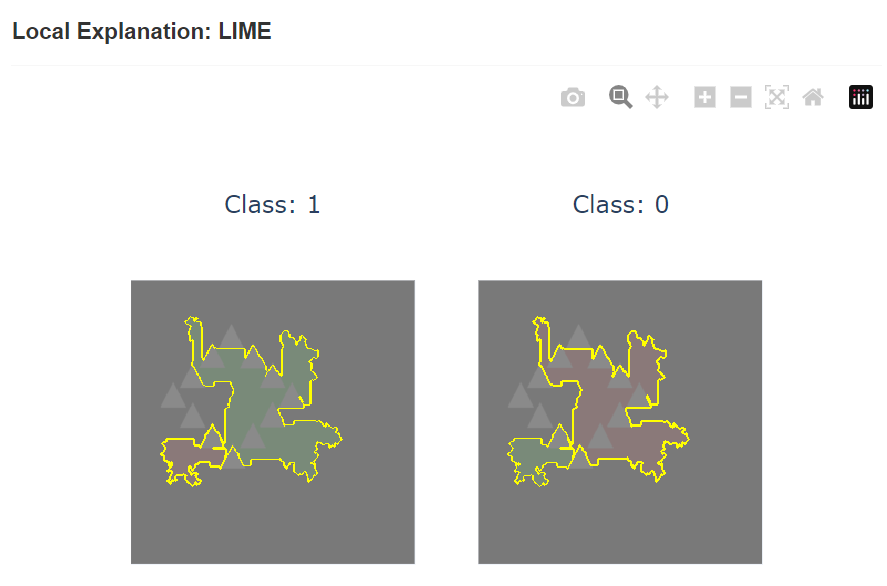 Local Explanation: LIME
Class: 1
Class: 0